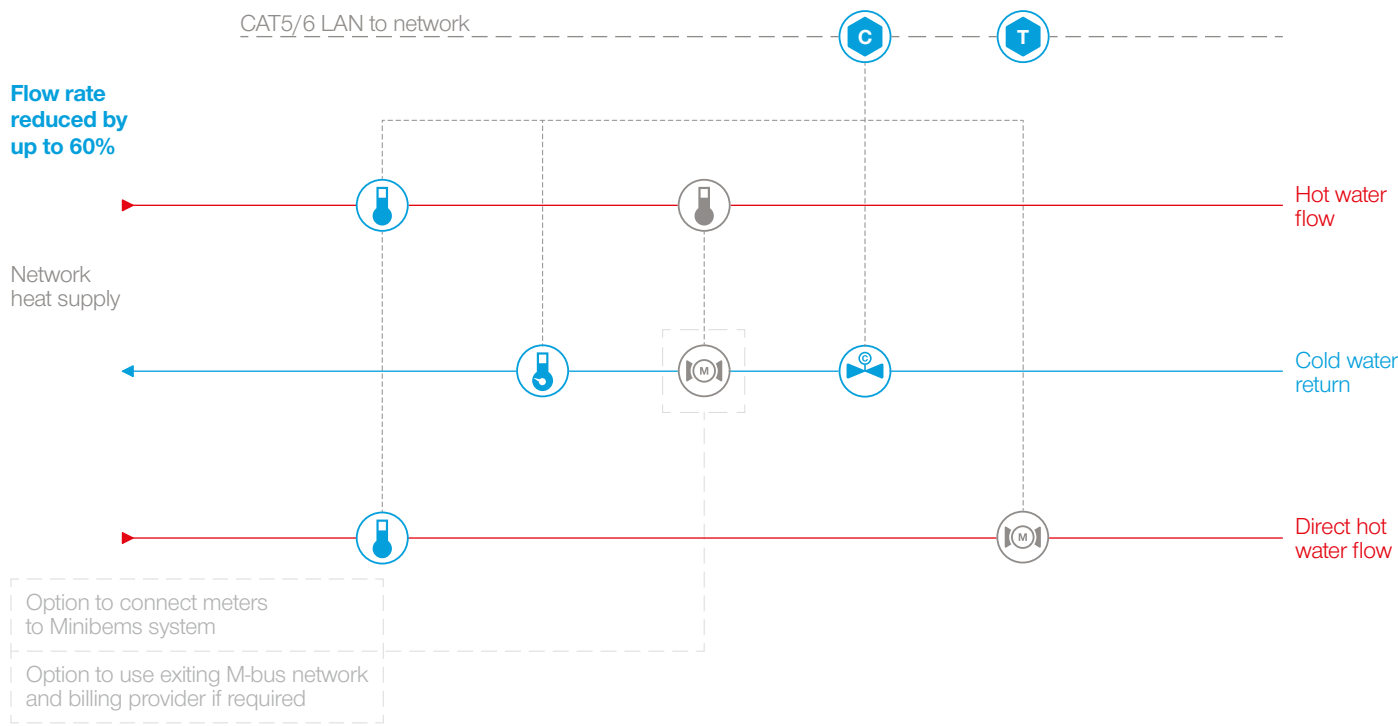 CAT5/6 LAN to network
C
T
Flow rate
reduced by
up to 60%
Hot water
flow
Network
heat supply
M
C
Cold water
return
M
Direct hot
water flow
Option to connect meters
to Minibems system
Option to use exiting M-bus network
and billing provider if required